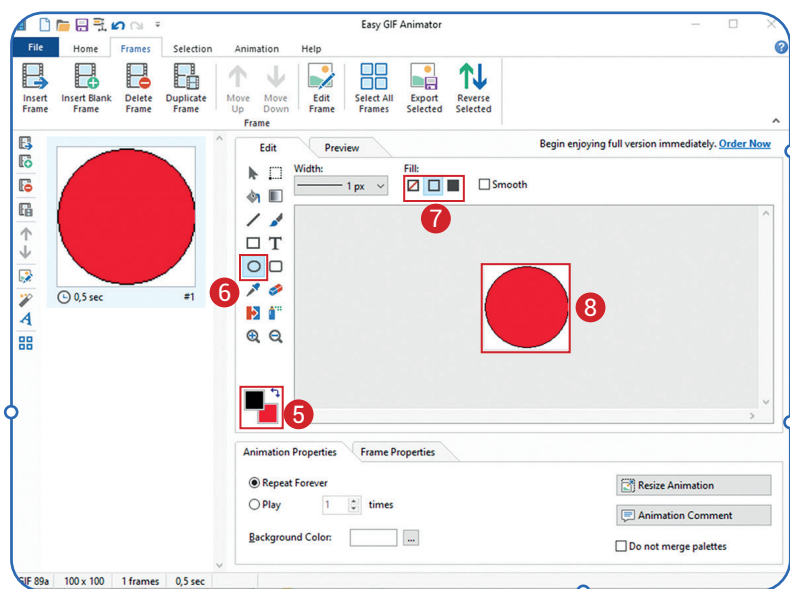 Easy GIF Animator
File Home Frames Selection Animation Help
Insert Frame
Insert Blank Frame
Delete Frame
Duplicate Frame
Move Up
Move Down
Edit Frame
Select All Frames
Export Selected
Reverse Selected
Frame
Edit Preview
Begin enjoying full version immediately. Order Now
Width:
1 px
Fill:
Smooth
7
T
6
8
0,5 sec #1
A
5
Animation Properties Frame Properties
Repeat Forever
Play 1 times
Background Color: ...
Resize Animation
Animation Comment
Do not merge palettes
GIF 89a 100 x 100 1 frames 0,5 sec